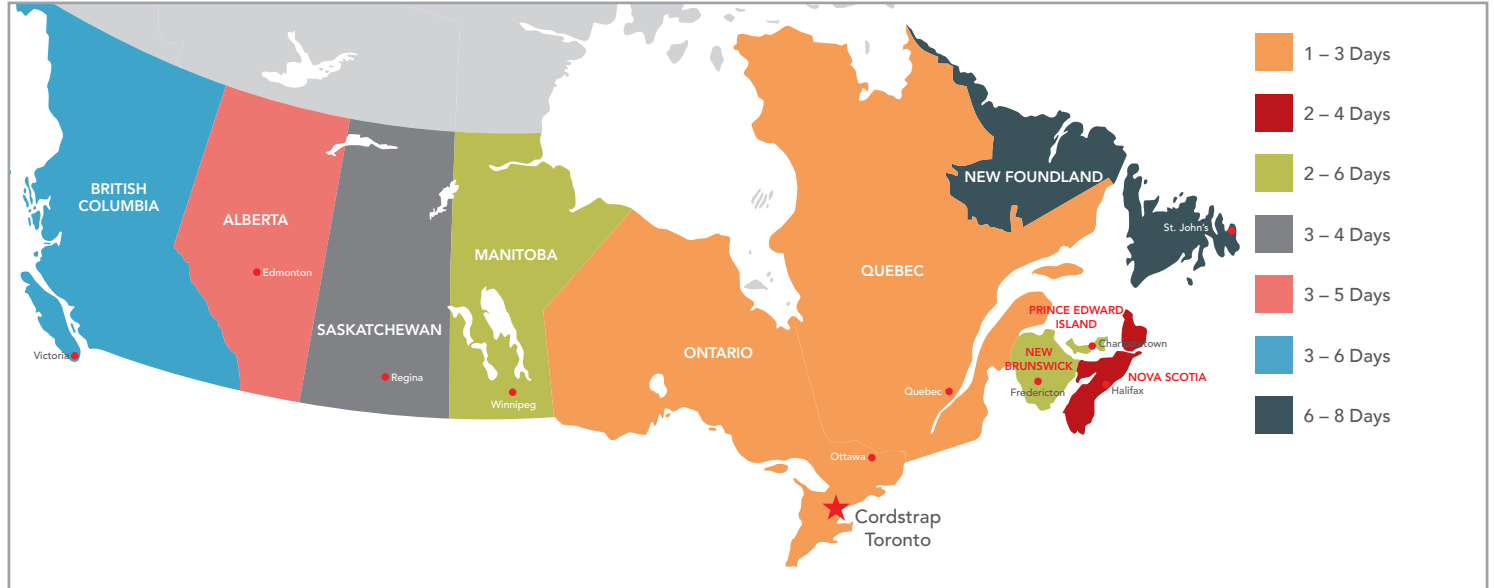 1 – 3 Days
2 – 4 Days
2 – 6 Days
3 – 4 Days
3 – 5 Days
3 – 6 Days
6 – 8 Days
BRITISH
COLUMBIA
ALBERTA
Edmonton
Victoria
SASKATCHEWAN
Regina
MANITOBA
Winnipeg
ONTARIO
Ottawa
Cordstrap
Toronto
QUEBEC
Quebec
NEW FOUNDLAND
St. John's
PRINCE EDWARD
ISLAND
Charlottetown
NEW
BRUNSWICK
Fredericton
NOVA SCOTIA
Halifax